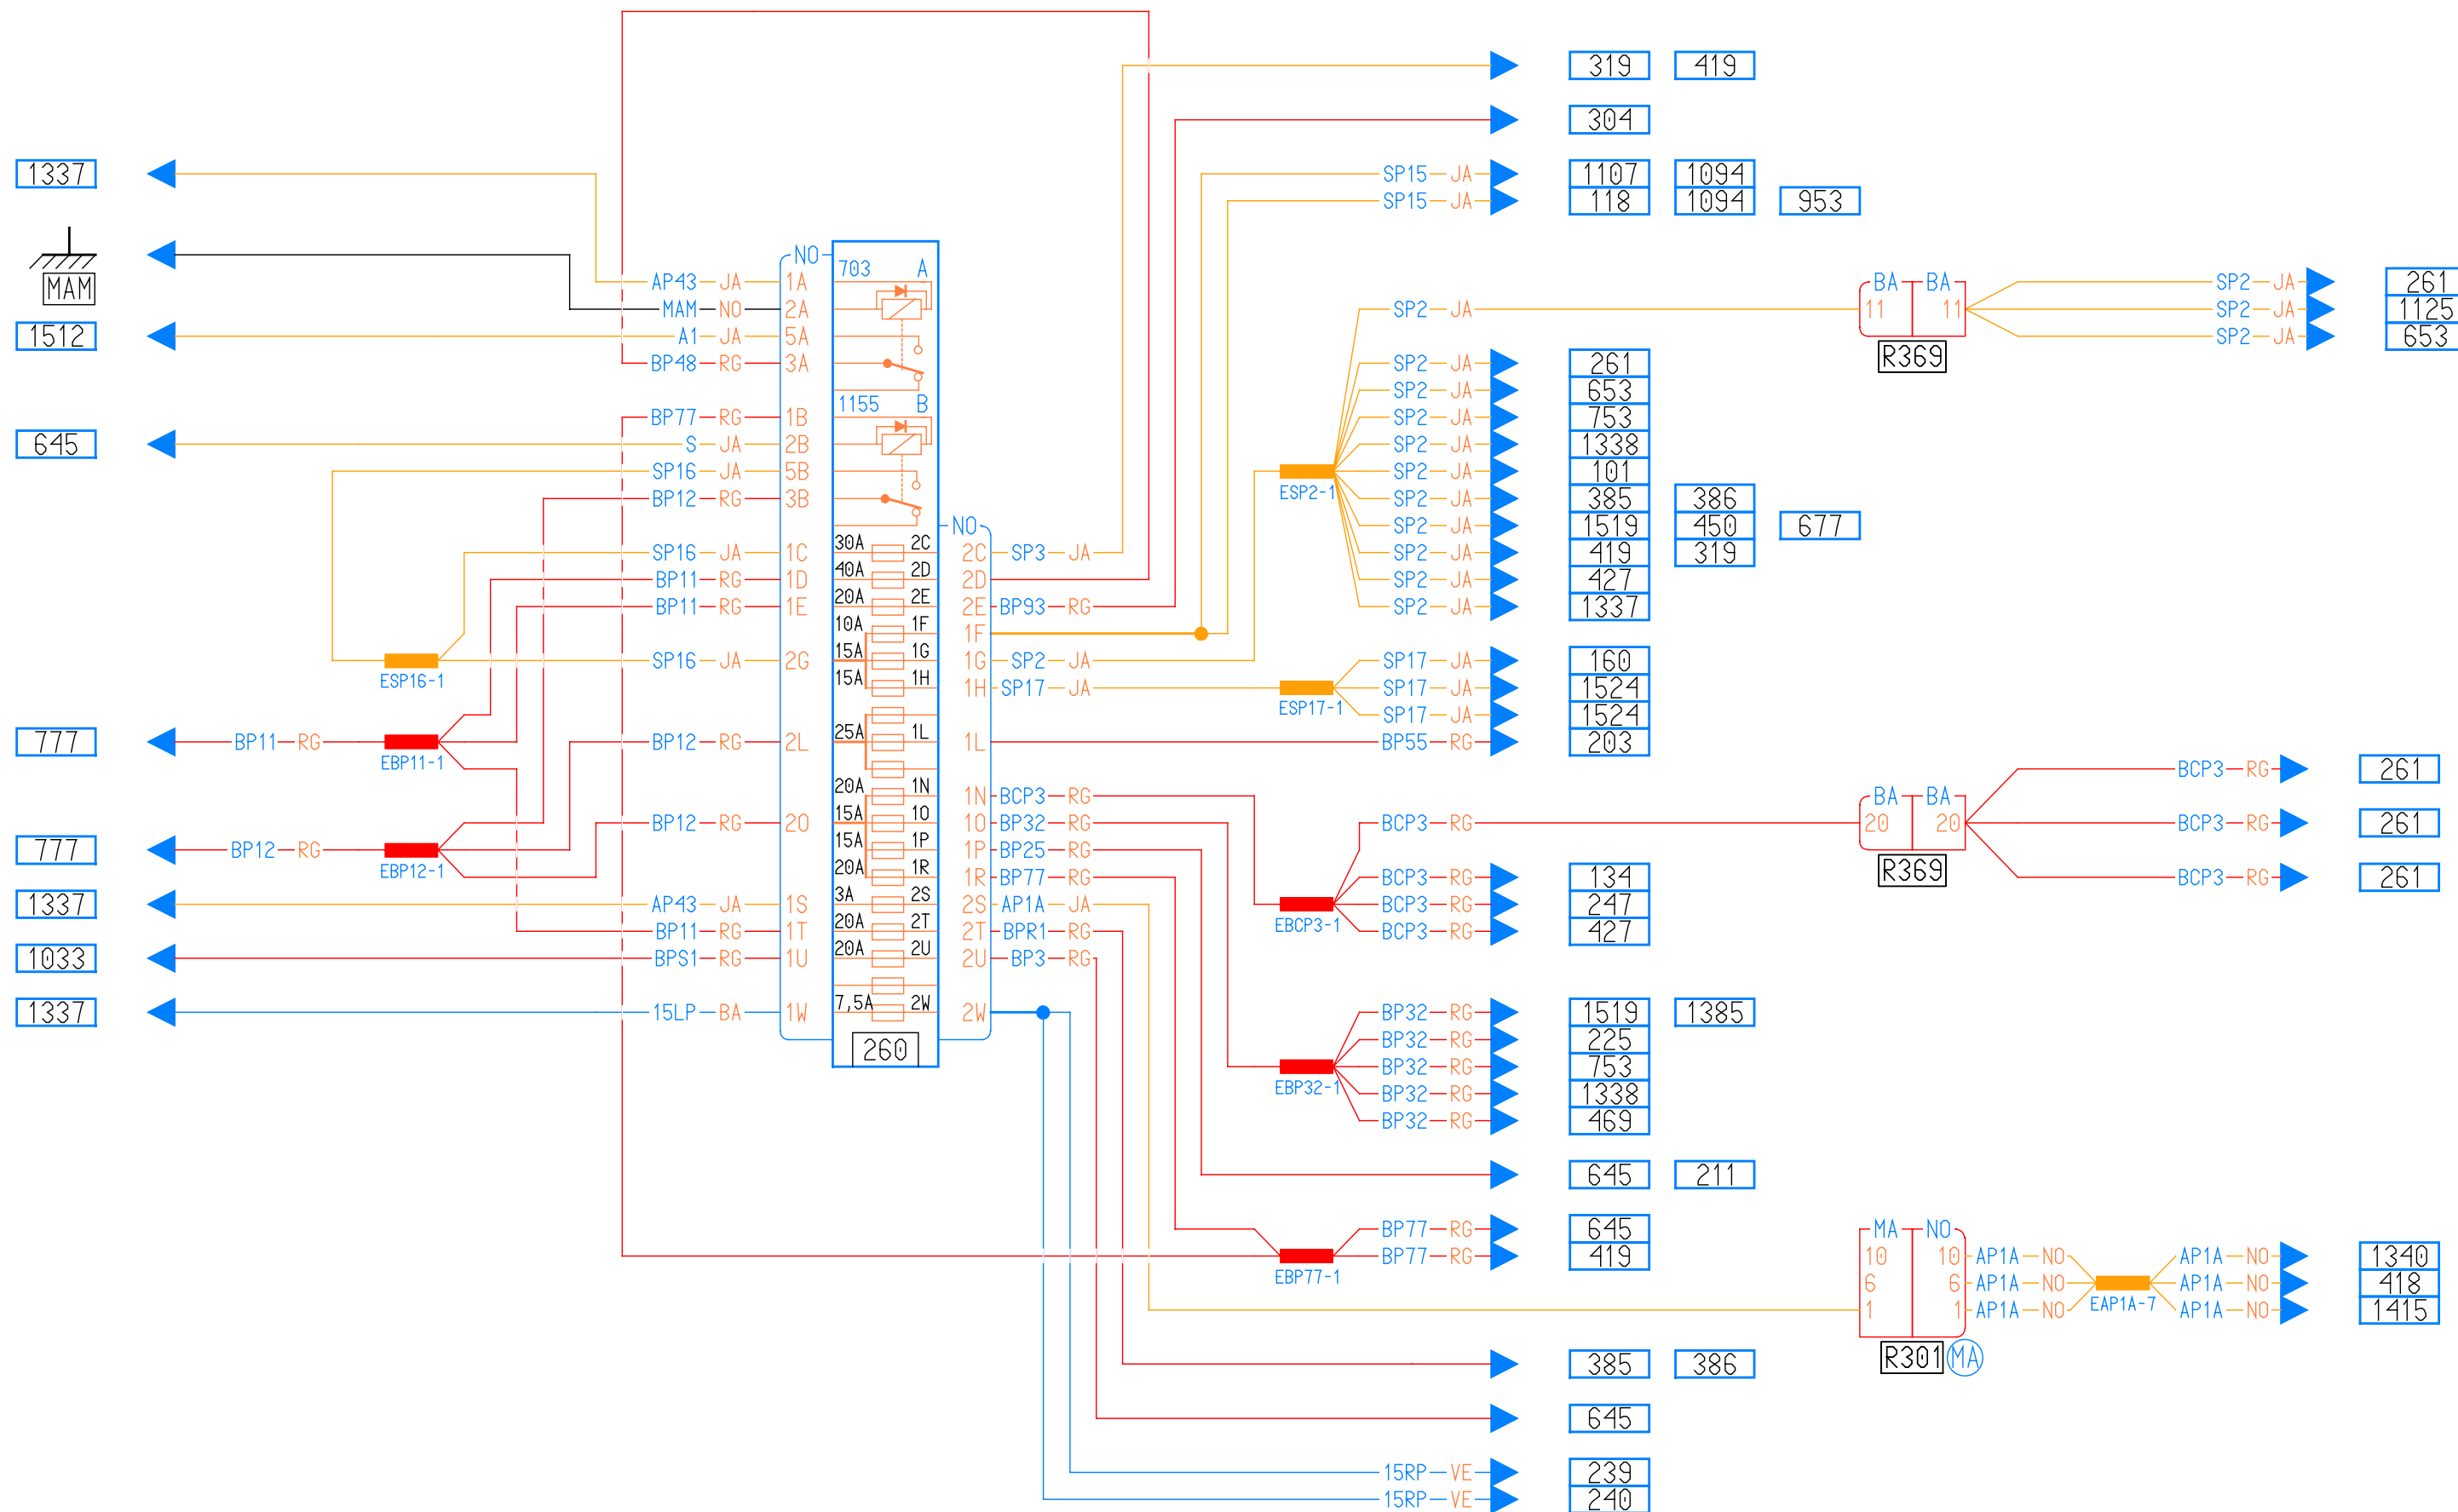 319 419
304
1337 SP15 JA 1107 1094
SP15 JA 118 1094 953
NO
703 A
MAM
AP43 JA 1A BA BA SP2 JA 261
MAM NO 2A SP2 JA 11 11 SP2 JA 1125
1512 A1 JA 5A SP2 JA 653
R369
BP48 RG 3A SP2 JA 261
SP2 JA 653
1155 B
BP77 RG 1B SP2 JA 753
645 S JA 2B SP2 JA 1338
SP16 JA 5B SP2 JA 101
ESP2-1
BP12 RG 3B SP2 JA 385 386
NO SP2 JA 1519 450 677
SP16 JA 1C 30A 2C 2C SP3 JA SP2 JA 419 319
BP11 RG 1D 40A 2D 2D SP2 JA 427
BP11 RG 1E 20A 2E 2E BP93 RG SP2 JA 1337
10A 1F 1F
SP16 JA 2G 15A 1G 1G SP2 JA SP17 JA 160
ESP16-1
15A 1H 1H SP17 JA SP17 JA 1524
ESP17-1
SP17 JA 1524
777 BP11 RG BP12 RG 2L 25A 1L 1L BP55 RG 203
EBP11-1
BCP3 RG 261
20A 1N 1N BCP3 RG BA BA
BP12 RG 2O 15A 1O 1O BP32 RG BCP3 RG 20 20 BCP3 RG 261
777 BP12 RG 15A 1P 1P BP25 RG
EBP12-1
R369
20A 1R 1R BP77 RG BCP3 RG 134 BCP3 RG 261
1337 AP43 JA 1S 3A 2S 2S AP1A JA BCP3 RG 247
EBCP3-1
BP11 RG 1T 20A 2T 2T BPR1 RG BCP3 RG 427
1033 BPS1 RG 1U 20A 2U 2U BP3 RG
1337 15LP BA 1W 7,5A 2W 2W BP32 RG 1519 1385
260
BP32 RG 225
BP32 RG 753
EBP32-1
BP32 RG 1338
BP32 RG 469
645 211
BP77 RG 645 MA NO
BP77 RG 419 10 10 AP1A NO AP1A NO 1340
EBP77-1
6 6 AP1A NO AP1A NO 418
EAP1A-7
1 1 AP1A NO AP1A NO 1415
R301 MA
385 386
645
15RP VE 239
15RP VE 240